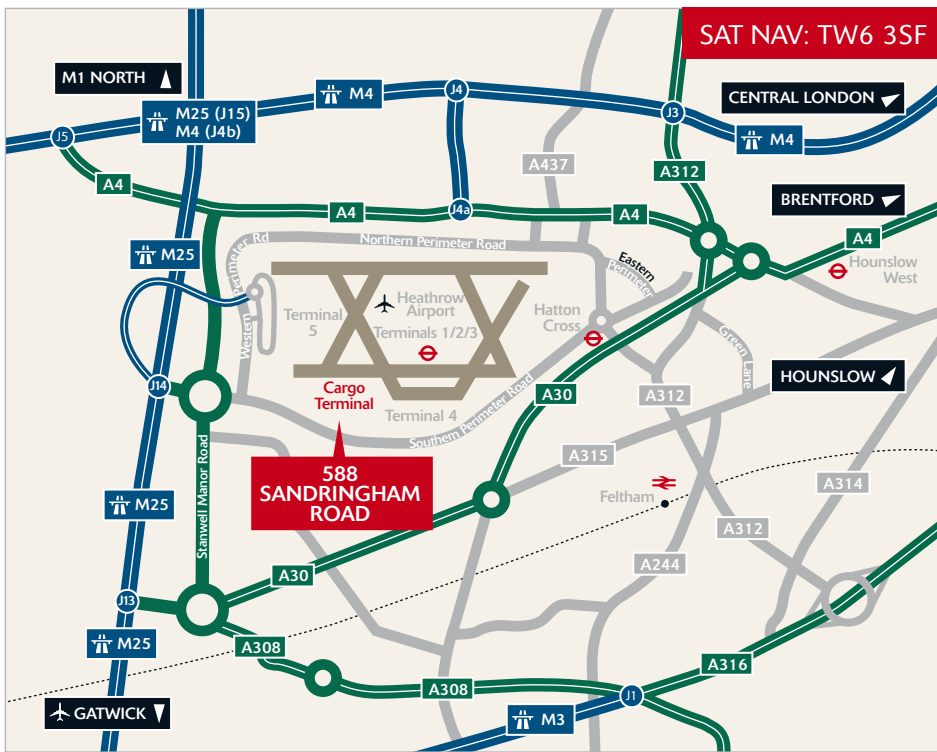 SAT NAV: TW6 3SF
M1 NORTH
M4
J4
CENTRAL LONDON
M25 (J15)
M4 (J4b)
J3
M4
J5
A437
A312
A4
A4
J4a
A4
BRENTFORD
A4
M25
Western Perimeter Rd
Northern Perimeter Road
Eastern
Perimeter
Hounslow
West
Terminal
5
Heathrow
Airport
Terminals 1/2/3
Hatton
Cross
Green Lane
J14
Cargo
Terminal
Terminal 4
Southern Perimeter Road
A30
A312
HOUNSLOW
588
SANDRINGHAM
ROAD
A315
Stanwell Manor Road
M25
Feltham
A314
A312
A30
A244
J13
M25
A308
A316
A308
J1
GATWICK
M3